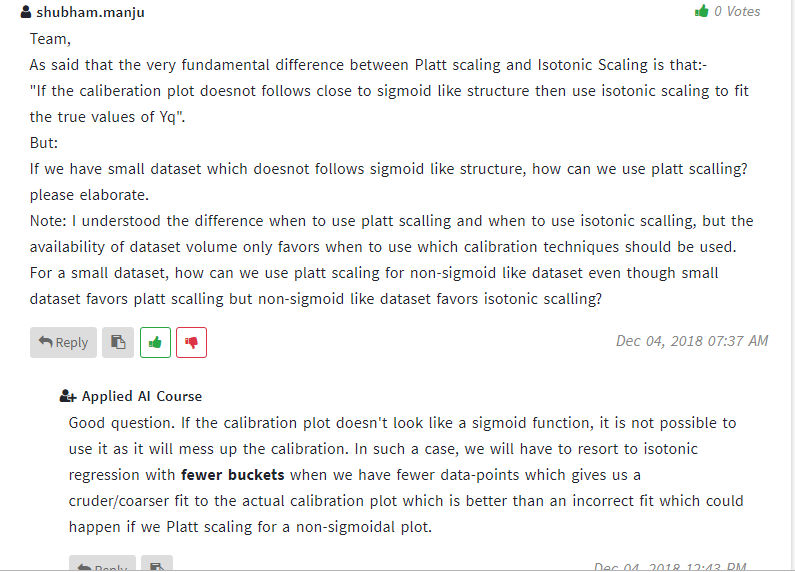 shubham.manju
0 Votes
Team,
As said that the very fundamental difference between Platt scaling and Isotonic Scaling is that:-
"If the caliberation plot doesnot follows close to sigmoid like structure then use isotonic scaling to fit
the true values of Yq".
But:
If we have small dataset which doesnot follows sigmoid like structure, how can we use platt scalling?
please elaborate.
Note: I understood the difference when to use platt scalling and when to use isotonic scalling, but the
availability of dataset volume only favors when to use which calibration techniques should be used.
For a small dataset, how can we use platt scaling for non-sigmoid like dataset even though small
dataset favors platt scalling but non-sigmoid like dataset favors isotonic scalling?
Reply
Dec 04, 2018 07:37 AM
Applied AI Course
Good question. If the calibration plot doesn't look like a sigmoid function, it is not possible to
use it as it will mess up the calibration. In such a case, we will have to resort to isotonic
regression with fewer buckets when we have fewer data-points which gives us a
cruder/coarser fit to the actual calibration plot which is better than an incorrect fit which could
happen if we Platt scaling for a non-sigmoidal plot.
Reply
Dec 04, 2018 12:43 PM